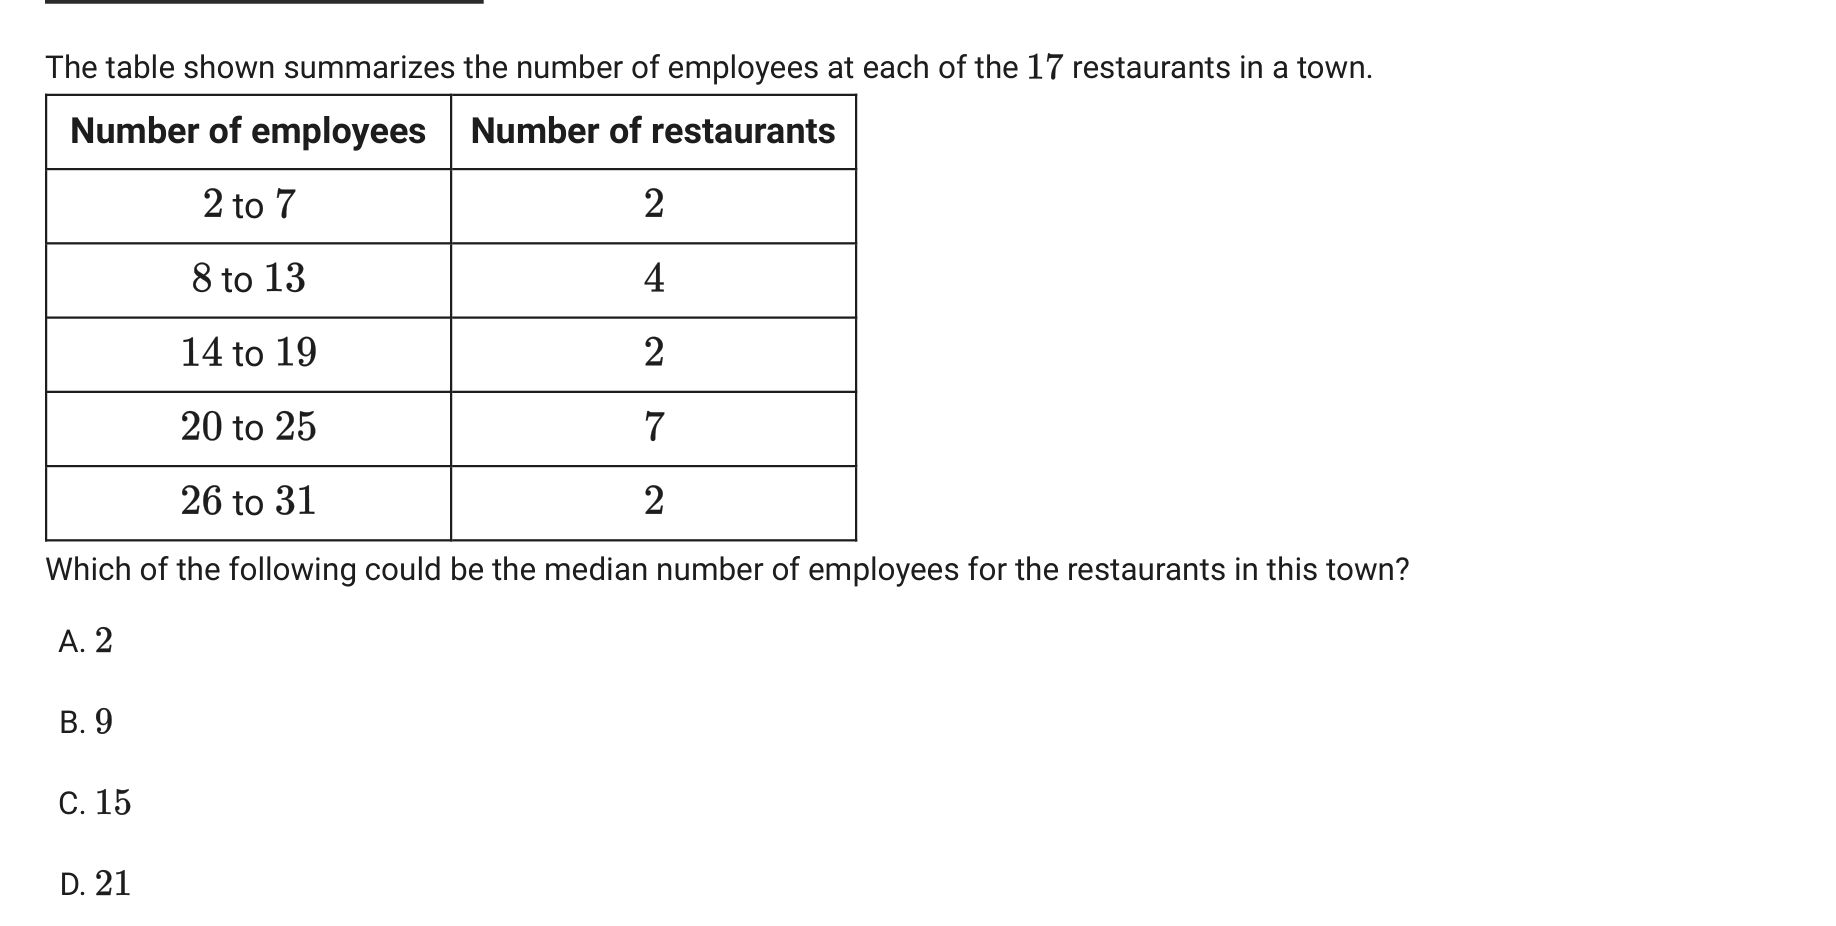 The table shown summarizes the number of employees at each of the 17 restaurants in a town.
Number of employees Number of restaurants
2 to 7 2
8 to 13 4
14 to 19 2
20 to 25 7
26 to 31 2
Which of the following could be the median number of employees for the restaurants in this town?
A. 2
B. 9
C. 15
D. 21